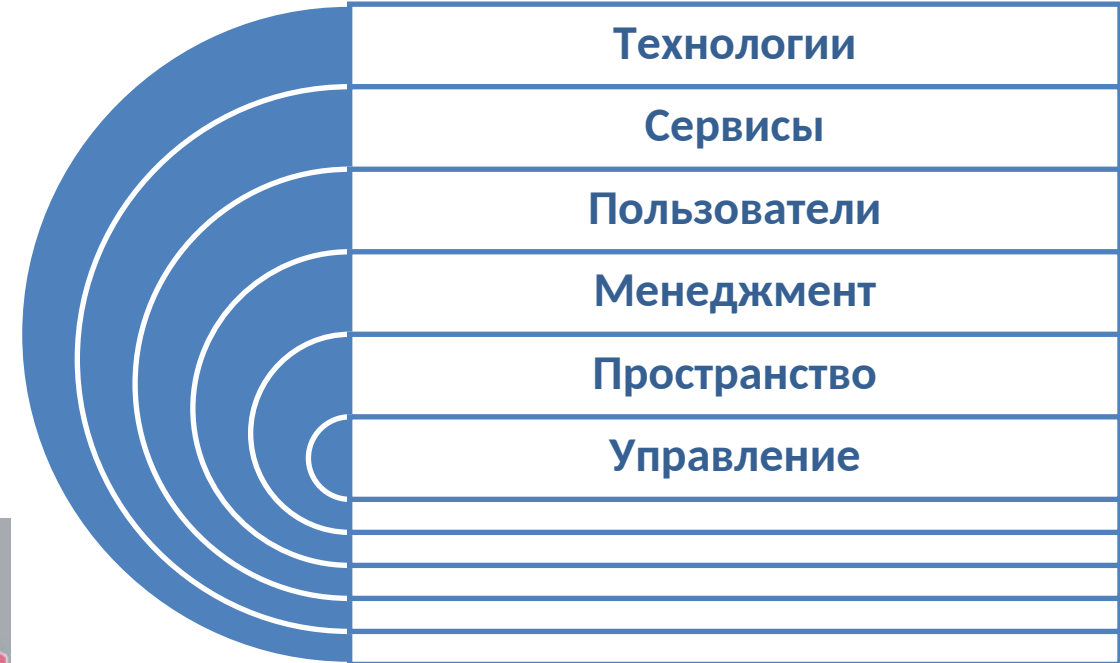 Технологии
Сервисы
Пользователи
Менеджмент
Пространство
Управление